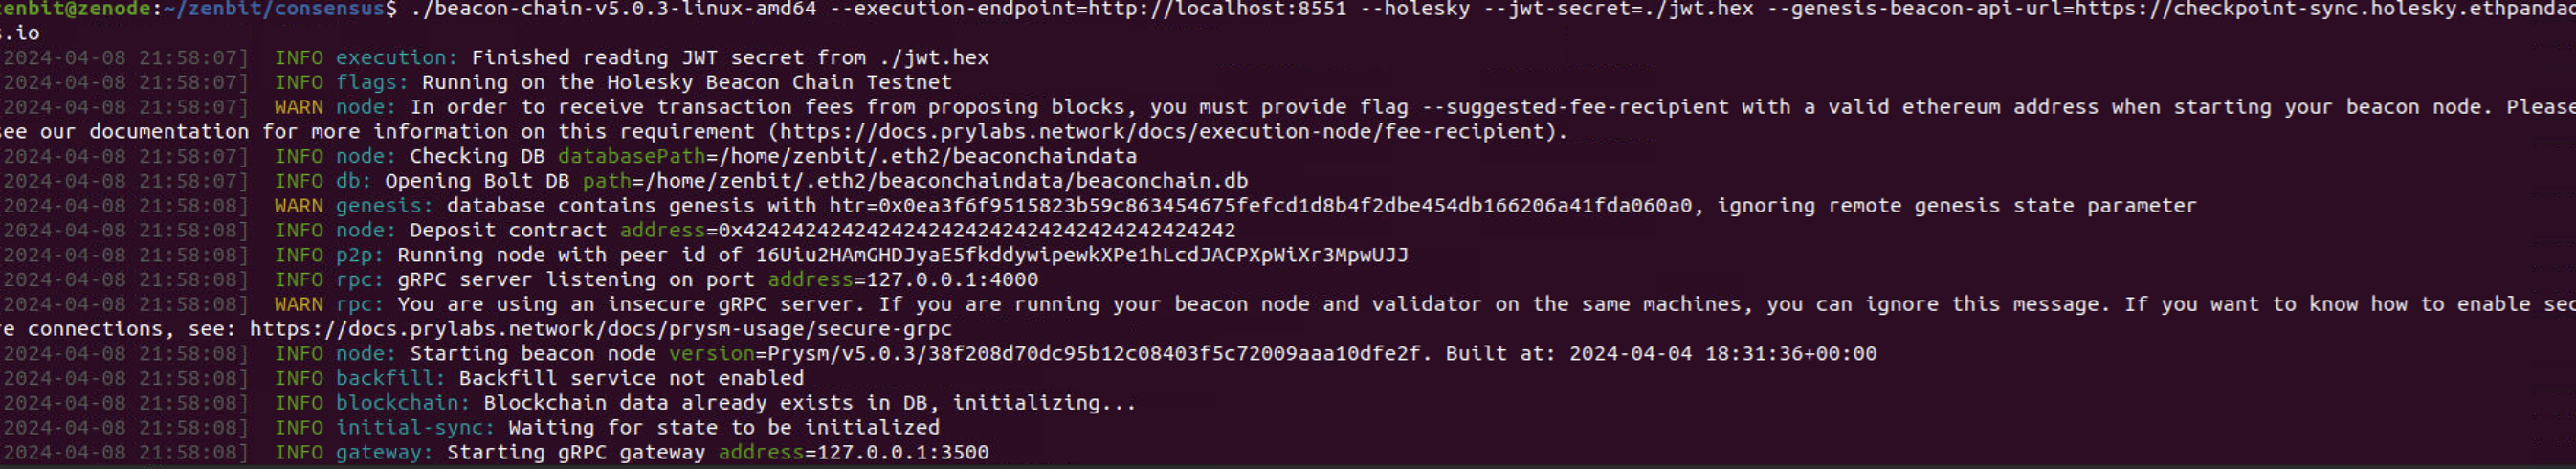 enbit@zenode:~/zenbit/consensus$ ./beacon-chain-v5.0.3-linux-amd64 --execution-endpoint=http://localhost:8551 --holesky --jwt-secret=./jwt.hex --genesis-beacon-api-url=https://checkpoint-sync.holesky.ethpandao
s.io
2024-04-08 21:58:07] INFO execution: Finished reading JWT secret from ./jwt.hex
2024-04-08 21:58:07] INFO flags: Running on the Holesky Beacon Chain Testnet
2024-04-08 21:58:07] WARN node: In order to receive transaction fees from proposing blocks, you must provide flag --suggested-fee-recipient with a valid ethereum address when starting your beacon node. Please
see our documentation for more information on this requirement (https://docs.prylabs.network/docs/execution-node/fee-recipient).
2024-04-08 21:58:07] INFO node: Checking DB databasePath=/home/zenbit/.eth2/beaconchaindata
2024-04-08 21:58:07] INFO db: Opening Bolt DB path=/home/zenbit/.eth2/beaconchaindata/beaconchain.db
2024-04-08 21:58:08] WARN genesis: database contains genesis with htr=0x0ea3f6f9515823b59c863454675fefcd1d8b4f2dbe454db166206a41fda060a0, ignoring remote genesis state parameter
2024-04-08 21:58:08] INFO node: Deposit contract address=0x4242424242424242424242424242424242424242
2024-04-08 21:58:08] INFO p2p: Running node with peer id of 16Uiu2HAmGHDJyaE5fkddywipewkXPe1hLcdJACPXpWiXr3MpwUJJ
2024-04-08 21:58:08] INFO rpc: gRPC server listening on port address=127.0.0.1:4000
2024-04-08 21:58:08] WARN rpc: You are using an insecure gRPC server. If you are running your beacon node and validator on the same machines, you can ignore this message. If you want to know how to enable sec
re connections, see: https://docs.prylabs.network/docs/prysm-usage/secure-grpc
2024-04-08 21:58:08] INFO node: Starting beacon node version=Prysm/v5.0.3/38f208d70dc95b12c08403f5c72009aaa10dfe2f. Built at: 2024-04-04 18:31:36+00:00
2024-04-08 21:58:08] INFO backfill: Backfill service not enabled
2024-04-08 21:58:08] INFO blockchain: Blockchain data already exists in DB, initializing...
2024-04-08 21:58:08] INFO initial-sync: Waiting for state to be initialized
2024-04-08 21:58:08] INFO gateway: Starting gRPC gateway address=127.0.0.1:3500